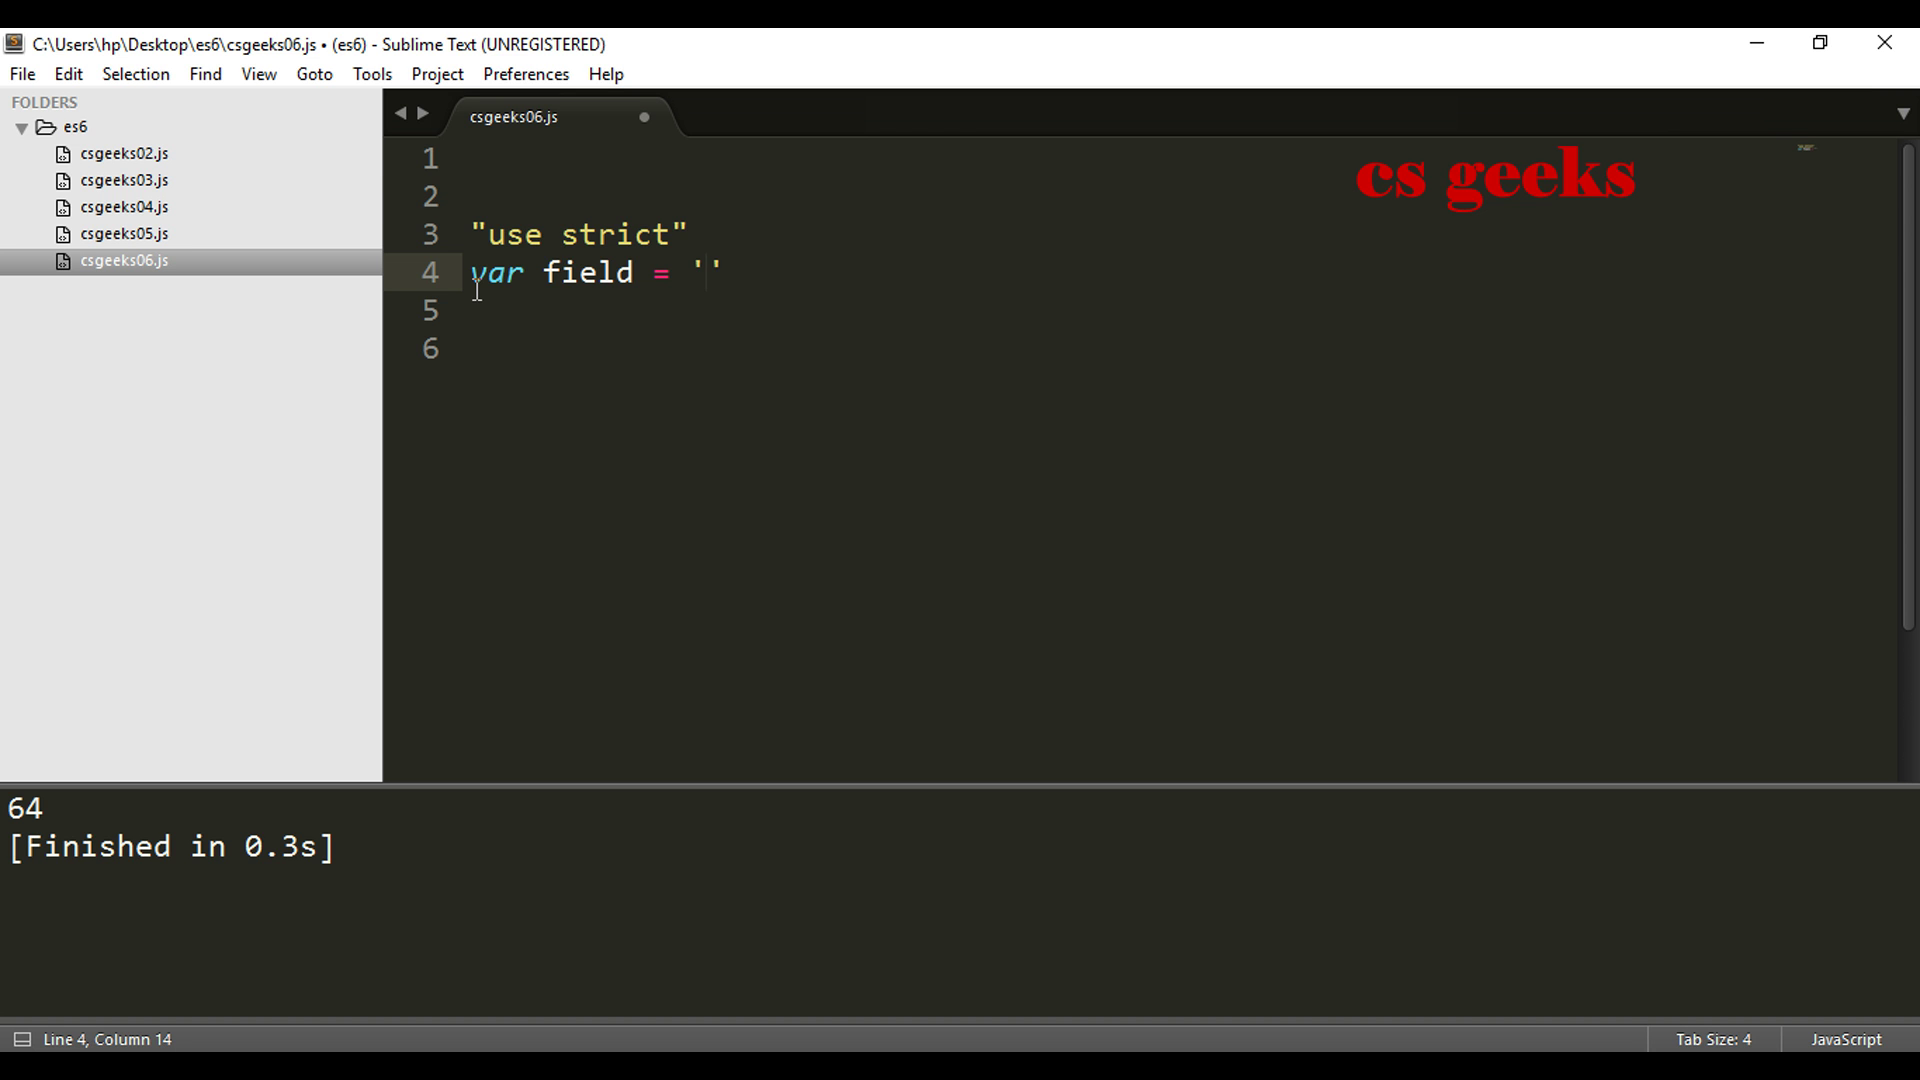 C:\Users\hp\Desktop\es6\csgeeks06.js • (es6) - Sublime Text (UNREGISTERED)
File Edit Selection Find View Goto Tools Project Preferences Help
FOLDERS
es6
csgeeks02.js
csgeeks03.js
csgeeks04.js
csgeeks05.js
csgeeks06.js
csgeeks06.js
cs geeks
1
2
3 "use strict"
4 var field = ''
5
6
64
[Finished in 0.3s]
Line 4, Column 14
Tab Size: 4
JavaScript